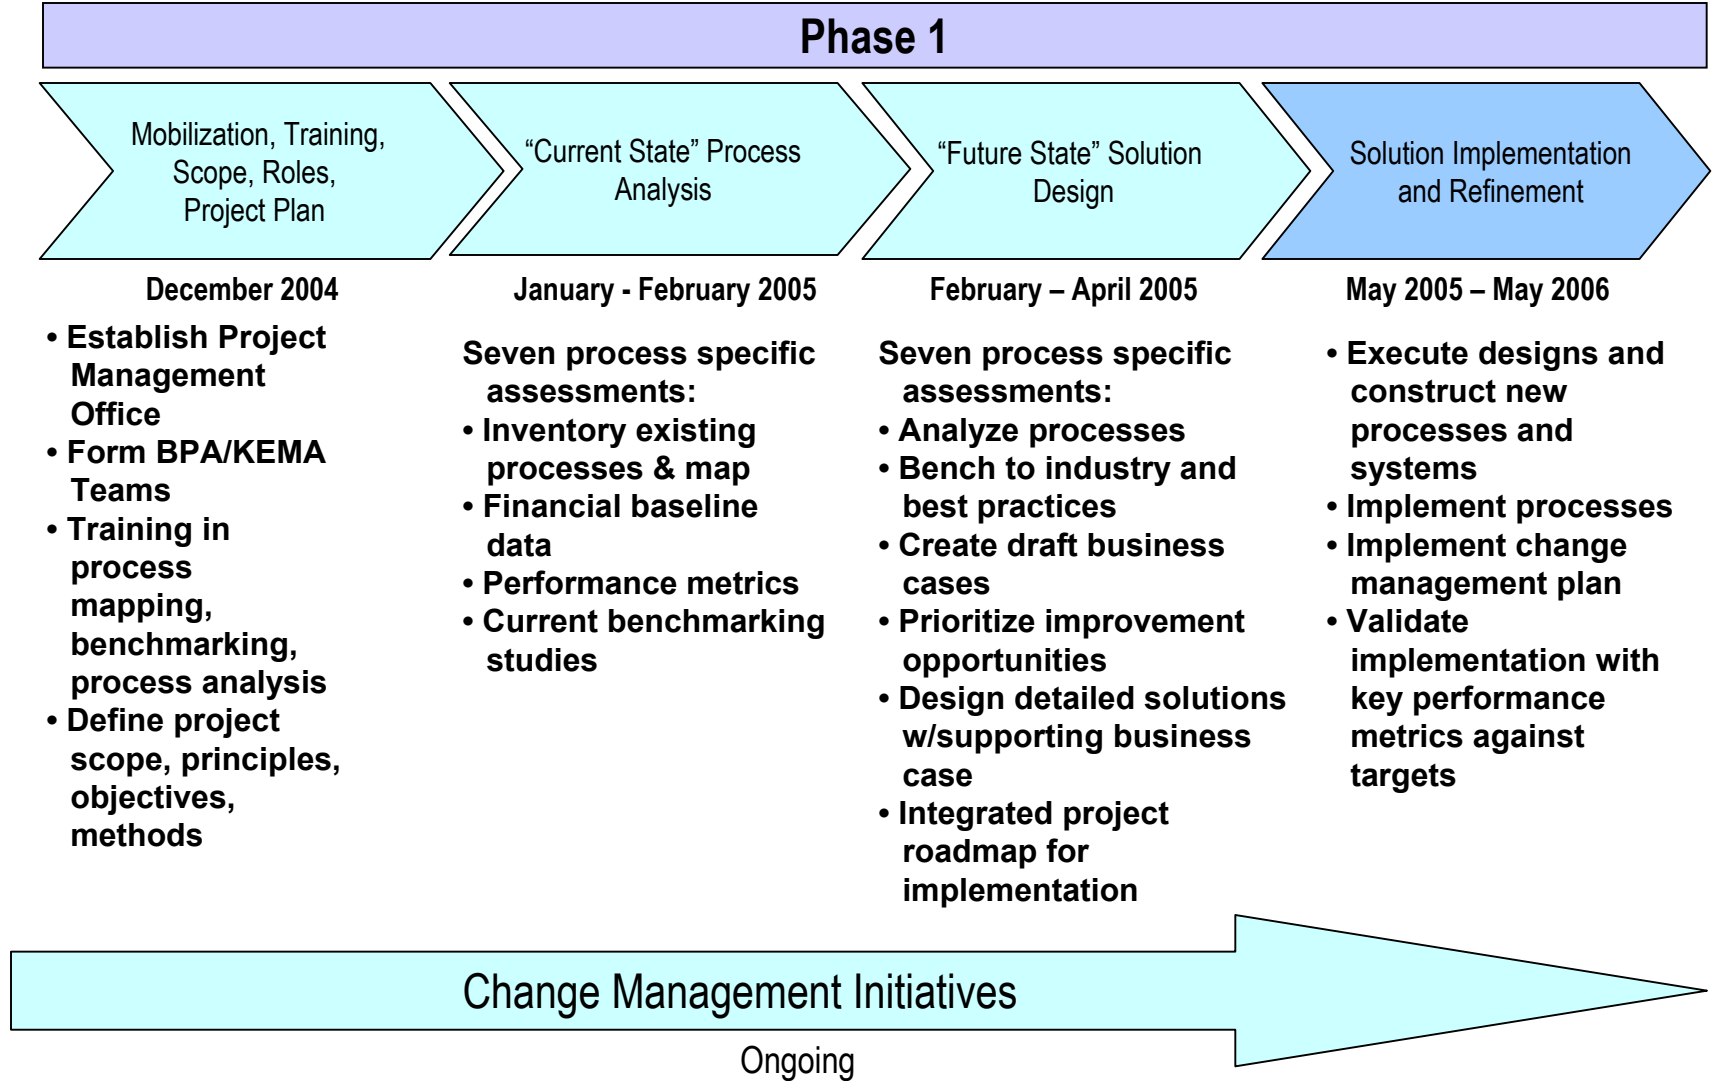 Phase 1
Mobilization, Training,
Scope, Roles,
Project Plan
“Current State” Process
Analysis
“Future State” Solution
Design
Solution Implementation
and Refinement
December 2004
• Establish Project
Management
Office
• Form BPA/KEMA
Teams
• Training in
process
mapping,
benchmarking,
process analysis
• Define project
scope, principles,
objectives,
methods
January - February 2005
Seven process specific
assessments:
• Inventory existing
processes & map
• Financial baseline
data
• Performance metrics
• Current benchmarking
studies
February – April 2005
Seven process specific
assessments:
• Analyze processes
• Bench to industry and
best practices
• Create draft business
cases
• Prioritize improvement
opportunities
• Design detailed solutions
w/supporting business
case
• Integrated project
roadmap for
implementation
May 2005 – May 2006
• Execute designs and
construct new
processes and
systems
• Implement processes
• Implement change
management plan
• Validate
implementation with
key performance
metrics against
targets
Change Management Initiatives
Ongoing